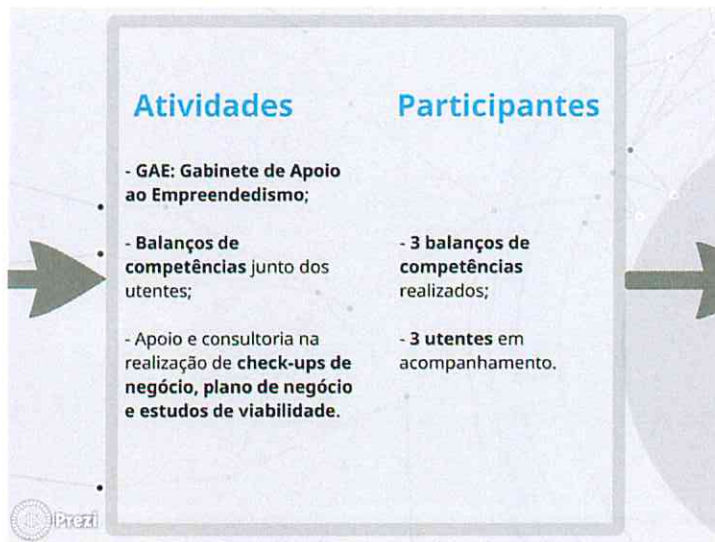 Atividades
Participantes
- GAE: Gabinete de Apoio
ao Empreendedismo;
- Balanços de
competências junto dos
utentes;
- 3 balanços de
competências
realizados;
- Apoio e consultoria na
realização de check-ups de
negócio, plano de negócio
e estudos de viabilidade.
- 3 utentes em
acompanhamento.
Prezi